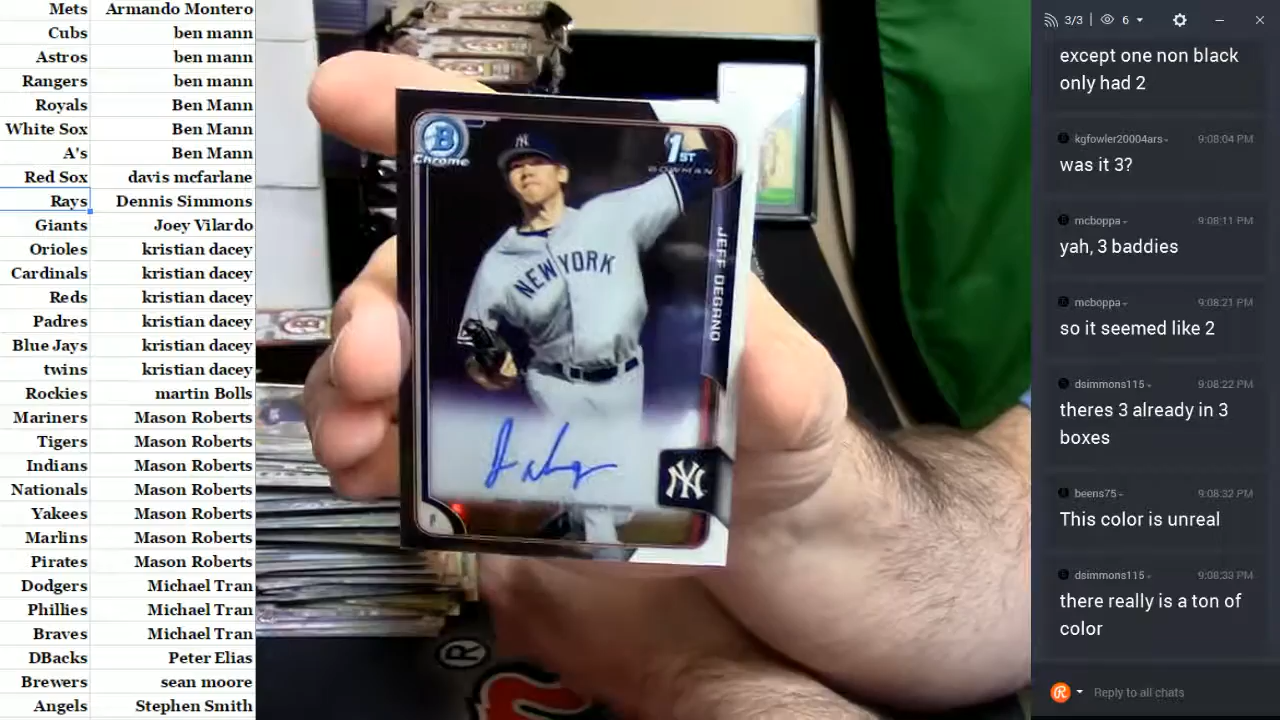 Mets Armando Montero
Cubs ben mann
Astros ben mann
Rangers ben mann
Royals Ben Mann
White Sox Ben Mann
A's Ben Mann
Red Sox davis mcfarlane
Rays Dennis Simmons
Giants Joey Vilardo
Orioles kristian dacey
Cardinals kristian dacey
Reds kristian dacey
Padres kristian dacey
Blue Jays kristian dacey
twins kristian dacey
Rockies martin Bolls
Mariners Mason Roberts
Tigers Mason Roberts
Indians Mason Roberts
Nationals Mason Roberts
Yakees Mason Roberts
Marlins Mason Roberts
Pirates Mason Roberts
Dodgers Michael Tran
Phillies Michael Tran
Braves Michael Tran
DBacks Peter Elias
Brewers sean moore
Angels Stephen Smith
B
Chrome
1ST
BOWMAN
NY
NEW YORK
JEFF DEGANO
NY
P
®
3/3 6
except one non black
only had 2
kgfowler20004ars 9:08:04 PM
was it 3?
mcboppa 9:08:11 PM
yah, 3 baddies
mcboppa 9:08:21 PM
so it seemed like 2
dsimmons115 9:08:22 PM
theres 3 already in 3
boxes
beens75 9:08:32 PM
This color is unreal
dsimmons115 9:08:33 PM
there really is a ton of
color
Reply to all chats